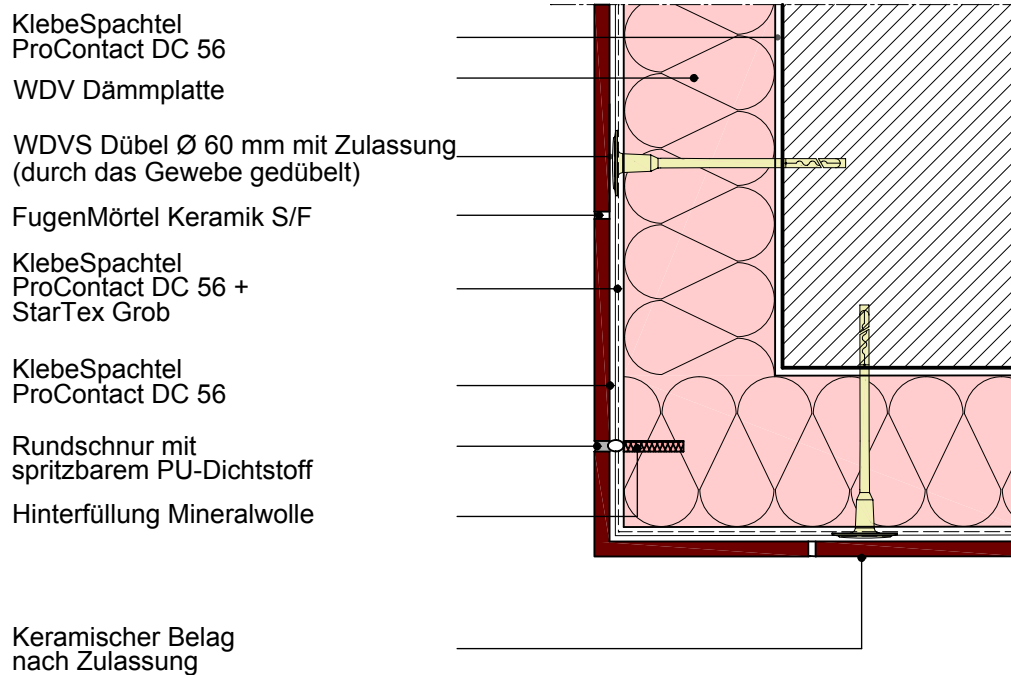 KlebeSpachtel
ProContact DC 56
WDV Dämmplatte
WDVS Dübel Ø 60 mm mit Zulassung
(durch das Gewebe gedübelt)
FugenMörtel Keramik S/F
KlebeSpachtel
ProContact DC 56 +
StarTex Grob
KlebeSpachtel
ProContact DC 56
Rundschnur mit
spritzbarem PU-Dichtstoff
Hinterfüllung Mineralwolle
Keramischer Belag
nach Zulassung